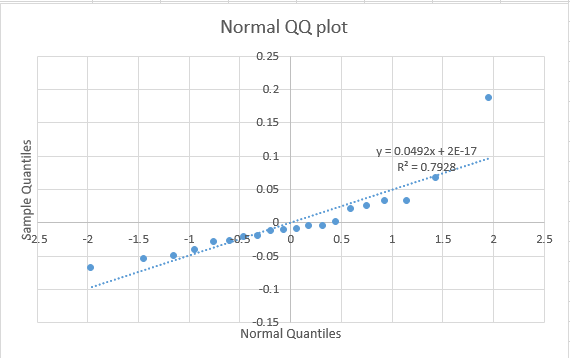 Normal QQ plot
0.25
0.2
0.15
0.1
0.05
0
-0.05
-0.1
-0.15
-2.5 -2 -1.5 -1 -0.5 0 0.5 1 1.5 2 2.5
y = 0.0492x + 2E-17
R² = 0.7928
Sample Quantiles
Normal Quantiles